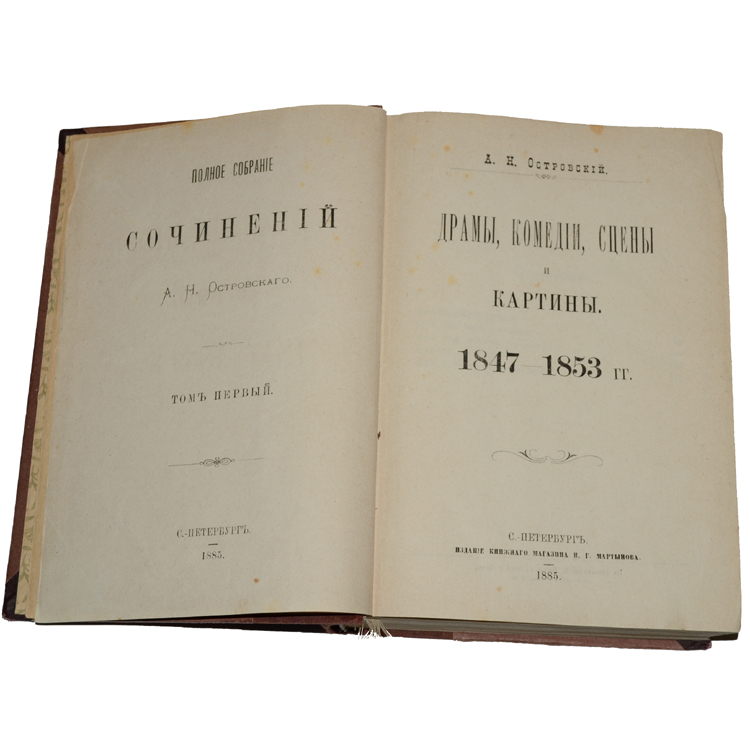 ПОЛНОЕ СОБРАНІЕ
СОЧИНЕНІЙ
А. Н. ОСТРОВСКАГО.
ТОМЪ ПЕРВЫЙ.
С.-ПЕТЕРБУРГЪ.
1885.
А. Н. ОСТРОВСКІЙ.
ДРАМЫ, КОМЕДІИ, СЦЕНЫ
И
КАРТИНЫ.
1847—1853 ГГ.
С.-ПЕТЕРБУРГЪ.
ИЗДАНІЕ КНИЖНАГО МАГАЗИНА Н. Г. МАРТЫНОВА.
1885.